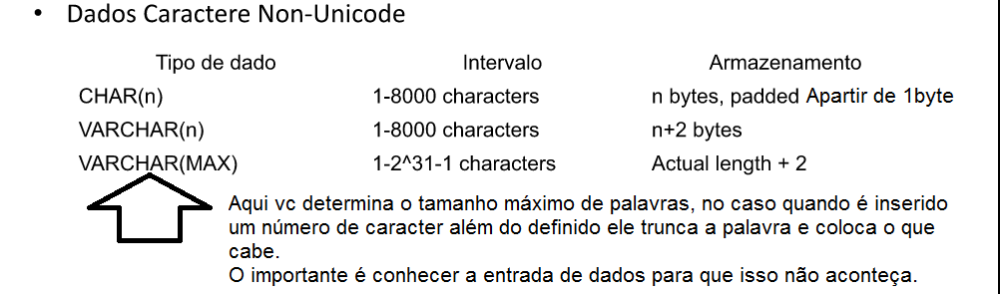 • Dados Caractere Non-Unicode
Tipo de dado Intervalo Armazenamento
CHAR(n) 1-8000 characters n bytes, padded Apartir de 1byte
VARCHAR(n) 1-8000 characters n+2 bytes
VARCHAR(MAX) 1-2^31-1 characters Actual length + 2
Aqui vc determina o tamanho máximo de palavras, no caso quando é inserido
um número de caracter além do definido ele trunca a palavra e coloca o que
cabe.
O importante é conhecer a entrada de dados para que isso não aconteça.